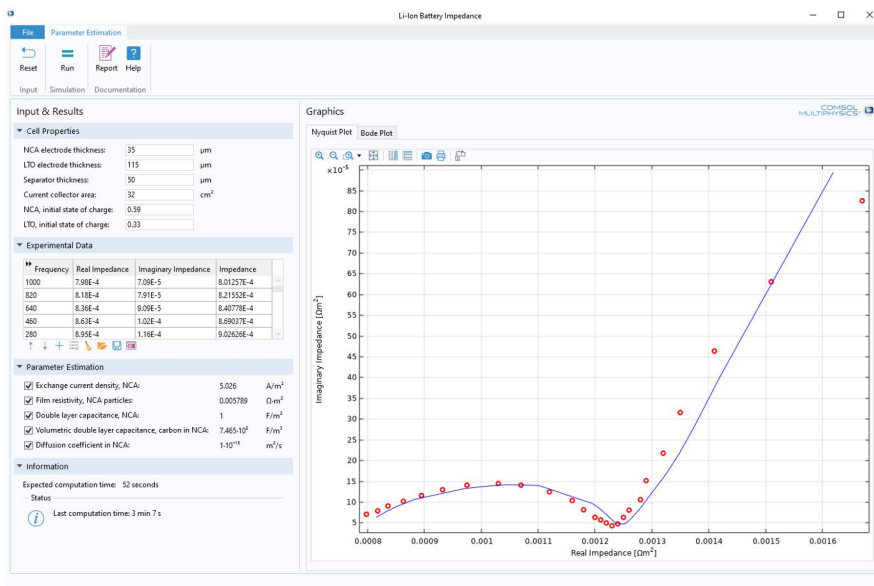 Li-Ion Battery Impedance
File Parameter Estimation
Reset Run Report Help
Input Simulation Documentation
Input & Results
Cell Properties
NCA electrode thickness: 35 μm
LTO electrode thickness: 115 μm
Separator thickness: 50 μm
Current collector area: 32 cm²
NCA, initial state of charge: 0.59
LTO, initial state of charge: 0.33
Experimental Data
Frequency Real Impedance Imaginary Impedance Impedance
1000 7.98E-4 7.09E-5 8.01257E-4
820 8.18E-4 7.91E-5 8.21552E-4
640 8.36E-4 9.09E-5 8.40778E-4
460 8.63E-4 1.02E-4 8.69037E-4
280 8.95E-4 1.16E-4 9.02626E-4
Parameter Estimation
Exchange current density, NCA: 5.026 A/m²
Film resistivity, NCA particles: 0.005789 Ω·m²
Double layer capacitance, NCA: 1 F/m²
Volumetric double layer capacitance, carbon in NCA: 7.465·10⁶ F/m³
Diffusion coefficient in NCA: 1·10⁻¹⁵ m²/s
Information
Expected computation time: 52 seconds
Status
Last computation time: 3 min 7 s
Graphics
COMSOL
MULTIPHYSICS®
Nyquist Plot Bode Plot
×10⁻⁵
85
80
75
70
65
60
55
50
45
40
35
30
25
20
15
10
5
Imaginary Impedance [Ωm²]
0.0008 0.0009 0.001 0.0011 0.0012 0.0013 0.0014 0.0015 0.0016
Real Impedance [Ωm²]